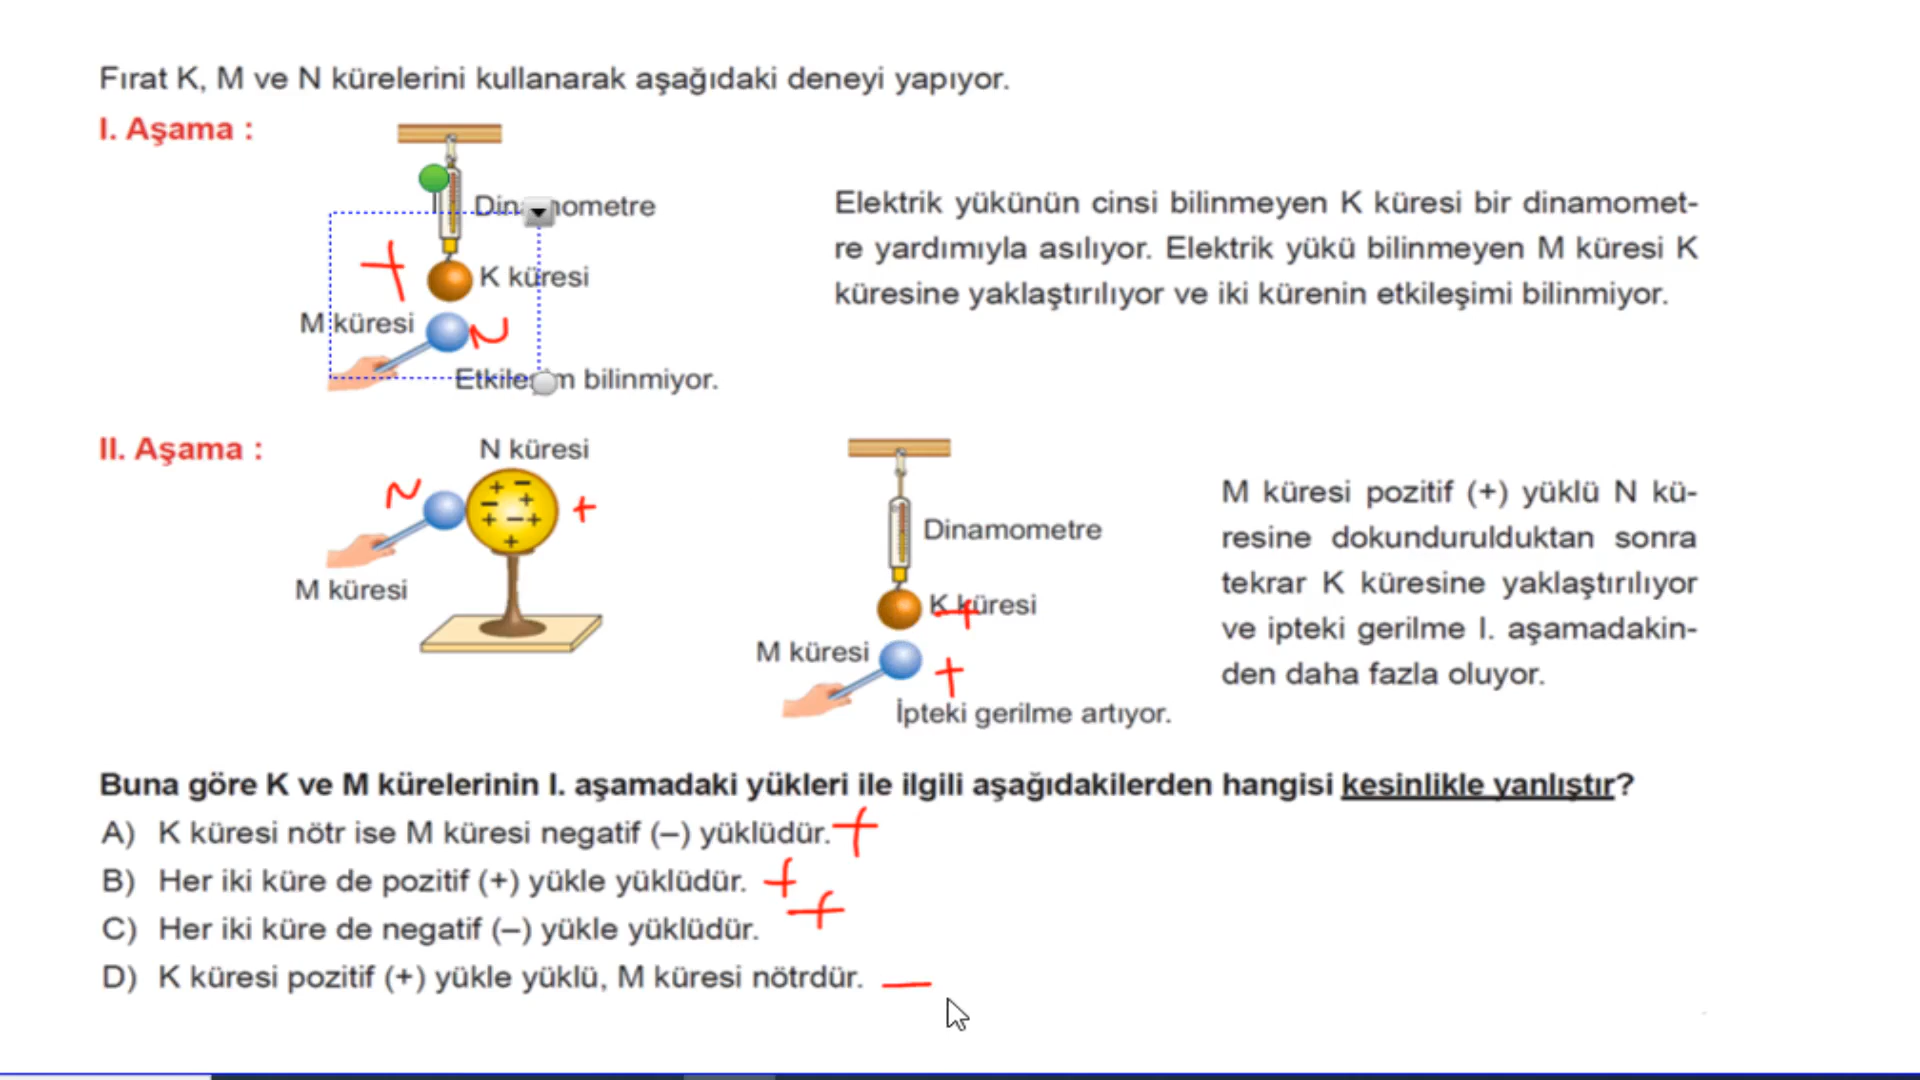 Fırat K, M ve N kürelerini kullanarak aşağıdaki deneyi yapıyor.
I. Aşama :
Dinamometre
K küresi
M küresi
Etkileşim bilinmiyor.
Elektrik yükünün cinsi bilinmeyen K küresi bir dinamomet-
re yardımıyla asılıyor. Elektrik yükü bilinmeyen M küresi K
küresine yaklaştırılıyor ve iki kürenin etkileşimi bilinmiyor.
+
N
II. Aşama :
N küresi
N
+ –
– +
+ – +
+
+
M küresi
Dinamometre
K küresi
+
M küresi
+
İpteki gerilme artıyor.
M küresi pozitif (+) yüklü N kü-
resine dokundurulduktan sonra
tekrar K küresine yaklaştırılıyor
ve ipteki gerilme I. aşamadakin-
den daha fazla oluyor.
Buna göre K ve M kürelerinin I. aşamadaki yükleri ile ilgili aşağıdakilerden hangisi kesinlikle yanlıştır?
A) K küresi nötr ise M küresi negatif (–) yüklüdür. +
B) Her iki küre de pozitif (+) yükle yüklüdür. +
C) Her iki küre de negatif (–) yükle yüklüdür. +
D) K küresi pozitif (+) yükle yüklü, M küresi nötrdür. –